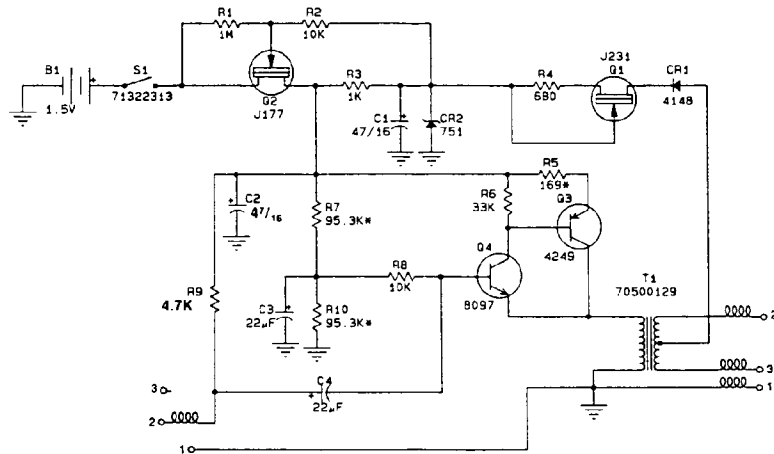 R1
1M
R2
10K
B1
1.5V
S1
71322313
Q2
J177
R3
1K
C1
47/16
CR2
751
R4
680
J231
Q1
CR1
4148
C2
47/16
R7
95.3K*
R6
33K
R5
169*
Q3
4249
Q4
8097
R8
10K
R9
4.7K
C3
22µF
R10
95.3K*
T1
70500129
C4
22µF
3
2
1
2
3
1